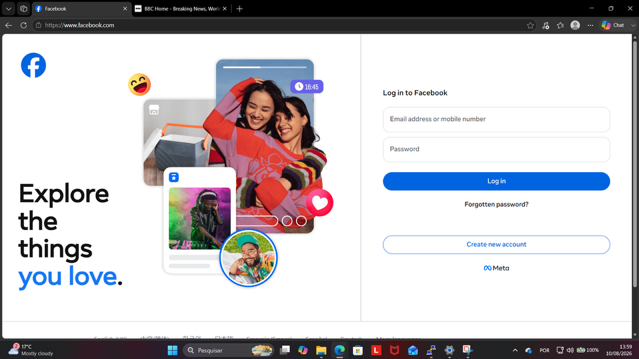 Facebook
BBC Home - Breaking News, World
https://www.facebook.com
Chat
16:45
Explore
the
things
you love.
Log in to Facebook
Email address or mobile number
Password
Log in
Forgotten password?
Create new account
Meta
17°C
Mostly cloudy
Pesquisar
POR
100%
13:59
10/08/2026